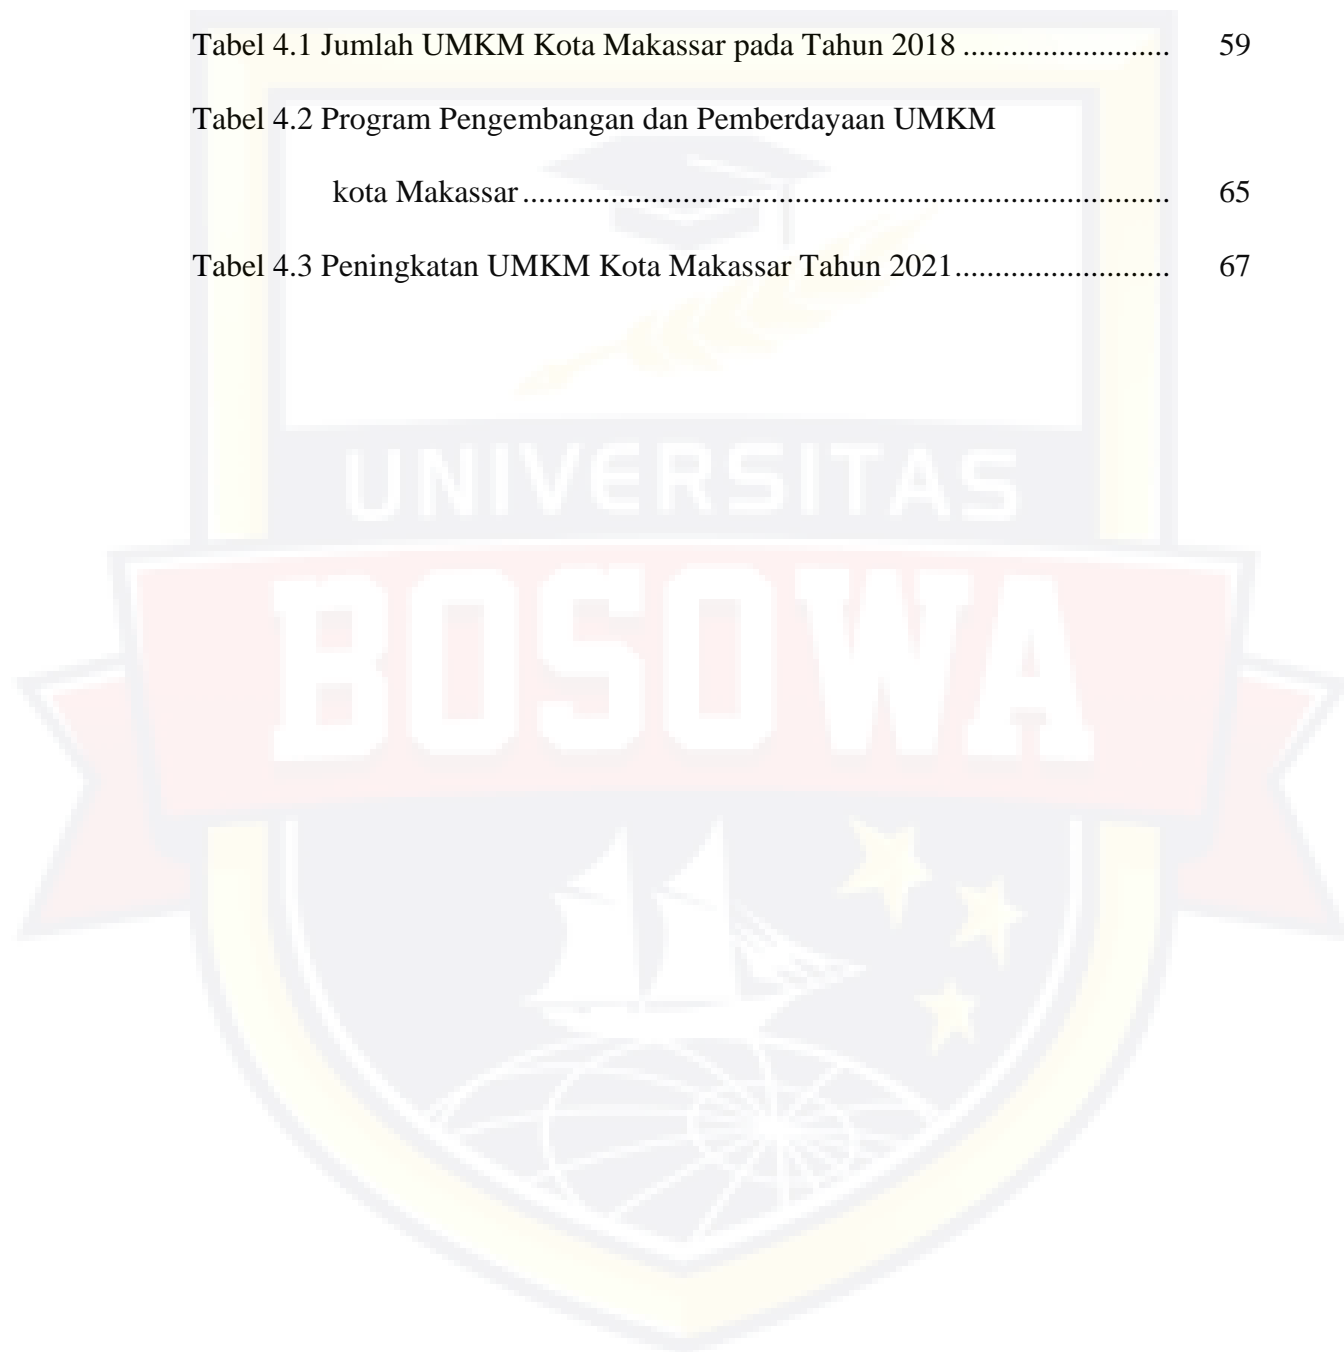 Tabel 4.1 Jumlah UMKM Kota Makassar pada Tahun 2018 .......................... 59
Tabel 4.2 Program Pengembangan dan Pemberdayaan UMKM
kota Makassar ................................................................................. 65
Tabel 4.3 Peningkatan UMKM Kota Makassar Tahun 2021........................... 67
UNIVERSITAS
BOSOWA